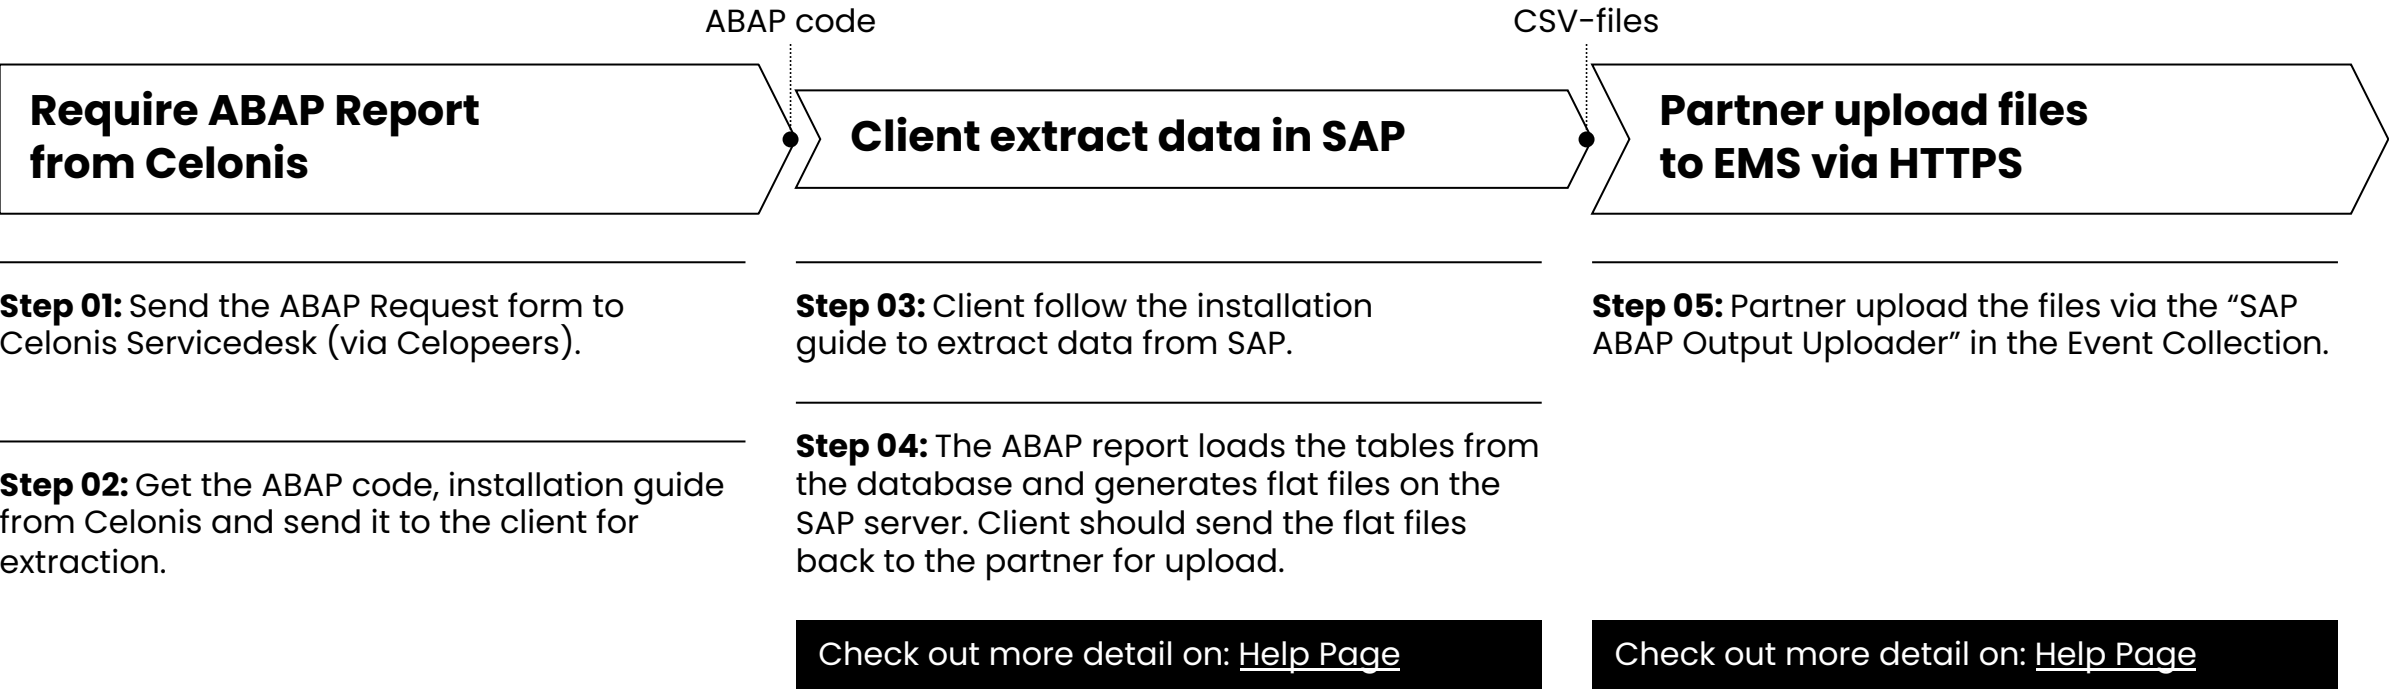 ABAP code
CSV-files
Require ABAP Report
from Celonis
Client extract data in SAP
Partner upload files
to EMS via HTTPS
Step 01: Send the ABAP Request form to
Celonis Servicedesk (via Celopeers).
Step 02: Get the ABAP code, installation guide
from Celonis and send it to the client for
extraction.
Step 03: Client follow the installation
guide to extract data from SAP.
Step 04: The ABAP report loads the tables from
the database and generates flat files on the
SAP server. Client should send the flat files
back to the partner for upload.
Check out more detail on: Help Page
Step 05: Partner upload the files via the “SAP
ABAP Output Uploader” in the Event Collection.
Check out more detail on: Help Page